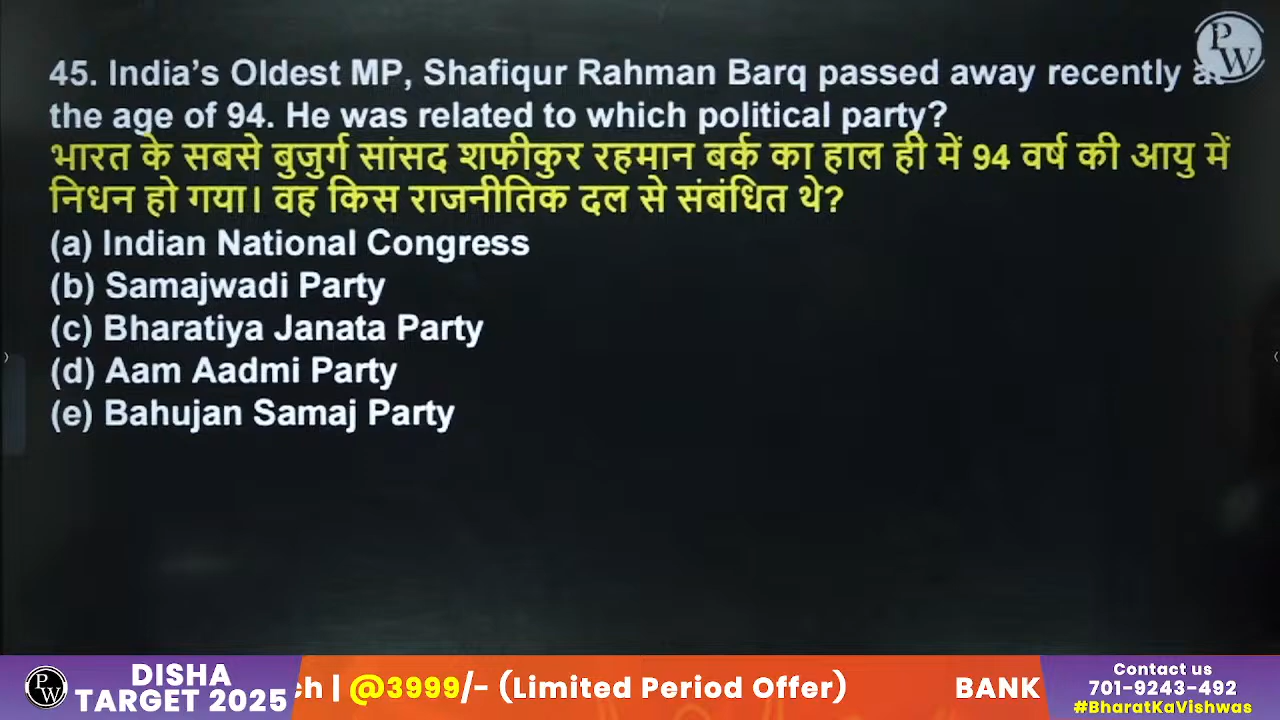 45. India's Oldest MP, Shafiqur Rahman Barq passed away recently
the age of 94. He was related to which political party?
भारत के सबसे बुजुर्ग सांसद शफीकुर रहमान बर्क का हाल ही में 94 वर्ष की आयु में
निधन हो गया। वह किस राजनीतिक दल से संबंधित थे?
(a) Indian National Congress
(b) Samajwadi Party
(c) Bharatiya Janata Party
(d) Aam Aadmi Party
(e) Bahujan Samaj Party
PW
PW
DISHA
TARGET 2025
ch | @3999/- (Limited Period Offer)
BANK
Contact us
701-9243-492
#BharatKaVishwas